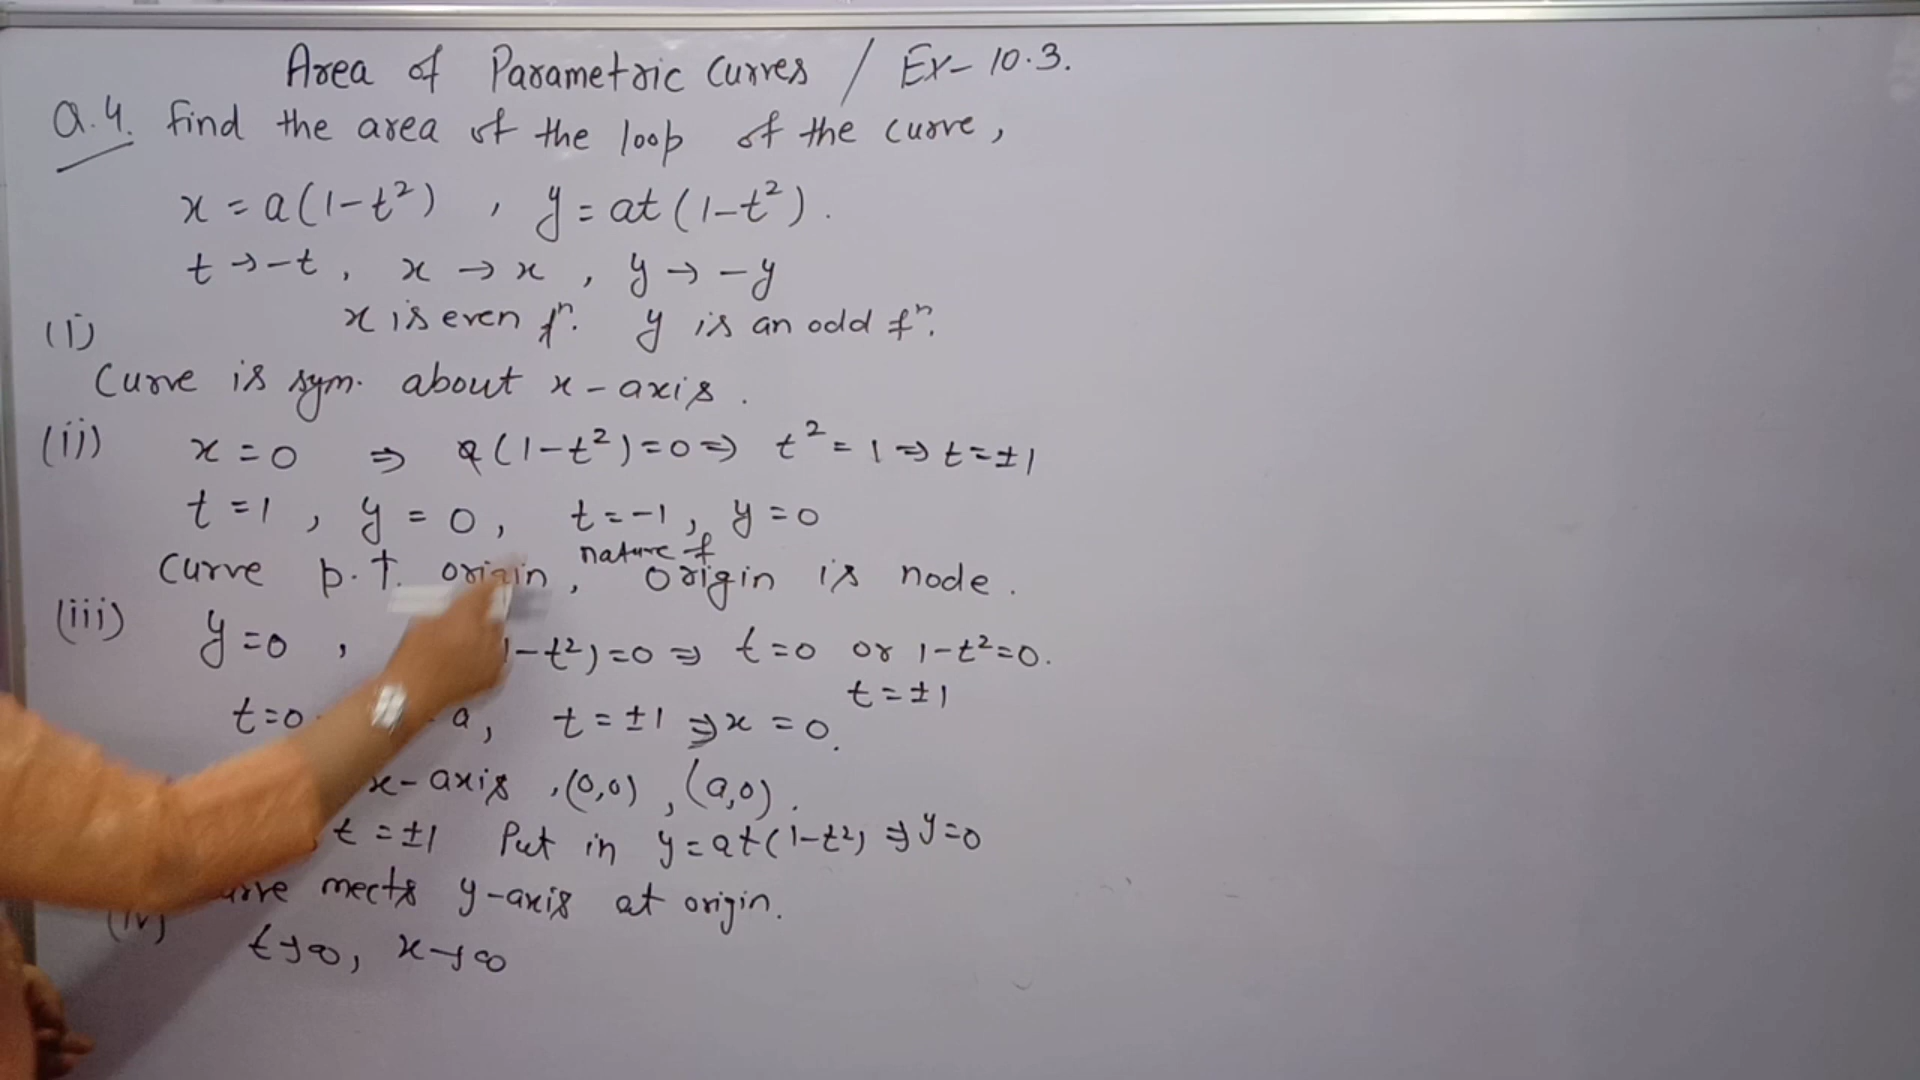 Area of Parametric Curves / Ex- 10.3.
Q.4. find the area of the loop of the curve,
x = a(1-t²) , y = at(1-t²).
t → -t, x → x, y → -y
(i) x is even fⁿ. y is an odd fⁿ.
Curve is sym. about x-axis.
(ii) x = 0 ⇒ a(1-t²)=0 ⇒ t² = 1 ⇒ t = ±1
t = 1, y = 0, t = -1, y = 0
Curve p.t. origin, nature of origin is node.
(iii) y = 0, 1-t²)=0 ⇒ t=0 or 1-t²=0.
t = ±1
t=0 a, t = ±1 ⇒ x = 0.
x-axis, (0,0), (a,0).
t = ±1 Put in y = at(1-t²) ⇒ y=0
meets y-axis at origin.
(iv) t→∞, x→∞